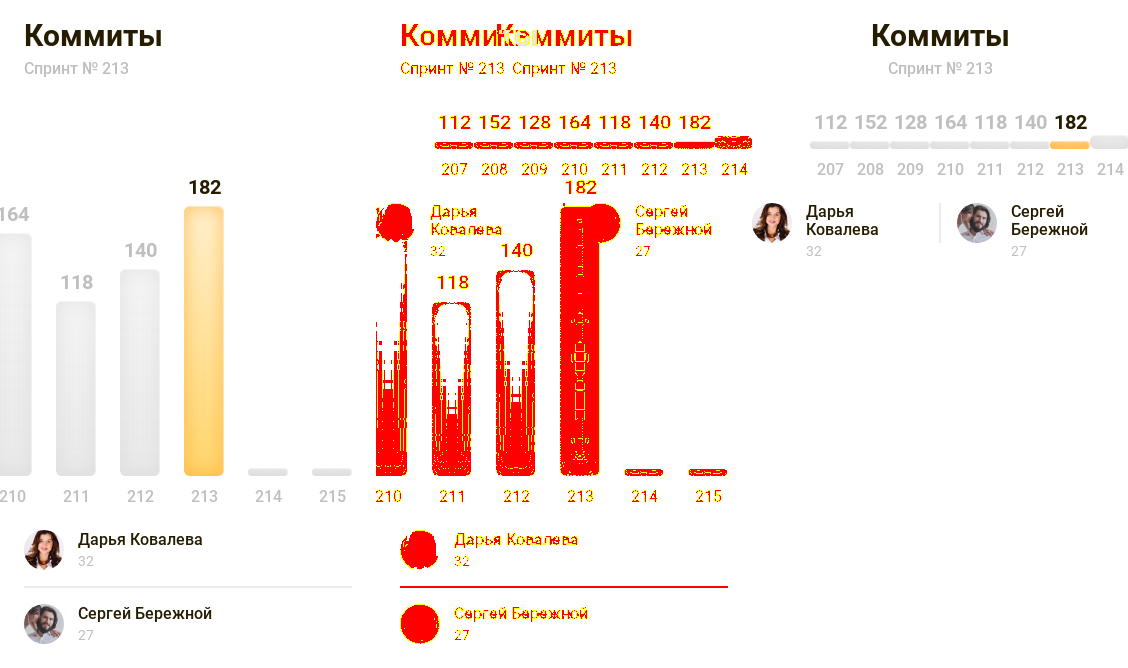 Коммиты
Спринт № 213
182
164
140
118
210 211 212 213 214 215
Дарья Ковалева
32
Сергей Бережной
27
Коммиты
Спринт № 213 Спринт № 213
112 152 128 164 118 140 182
207 208 209 210 211 212 213 214
182
Дарья
Ковалева
32
Сергей
Бережной
27
140
118
210 211 212 213 214 215
Дарья Ковалева
32
Сергей Бережной
27
Коммиты
Спринт № 213
112 152 128 164 118 140 182
207 208 209 210 211 212 213 214
Дарья
Ковалева
32
Сергей
Бережной
27